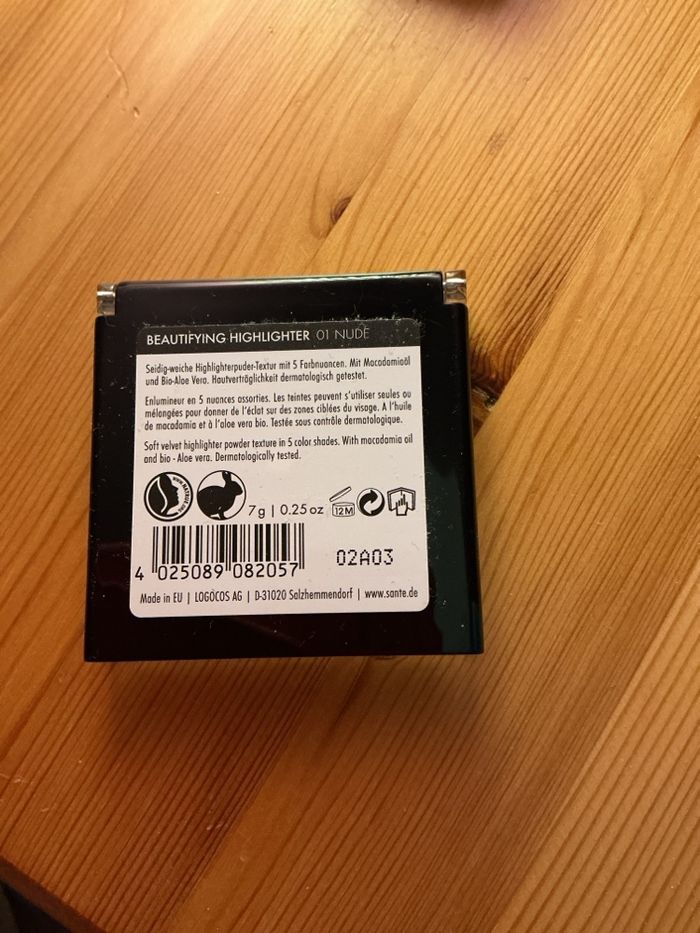 BEAUTIFYING HIGHLIGHTER 01 NUDE
Seidig-weiche Highlighterpuder-Textur mit 5 Farbnuancen. Mit Macadamiaöl
und Bio-Aloe Vera. Hautverträglichkeit dermatologisch getestet.
Enlumineur en 5 nuances assorties. Les teintes peuvent s'utiliser seules ou
mélangées pour donner de l'éclat sur des zones ciblées du visage. A l'huile
de macadamia et à l'aloe vera bio. Testée sous contrôle dermatologique.
Soft velvet highlighter powder texture in 5 color shades. With macadamia oil
and bio - Aloe vera. Dermatologically tested.
7 g | 0.25 oz 12M
02A03
4 025089 082057
Made in EU | LOGOCOS AG | D-31020 Salzhemmendorf | www.sante.de